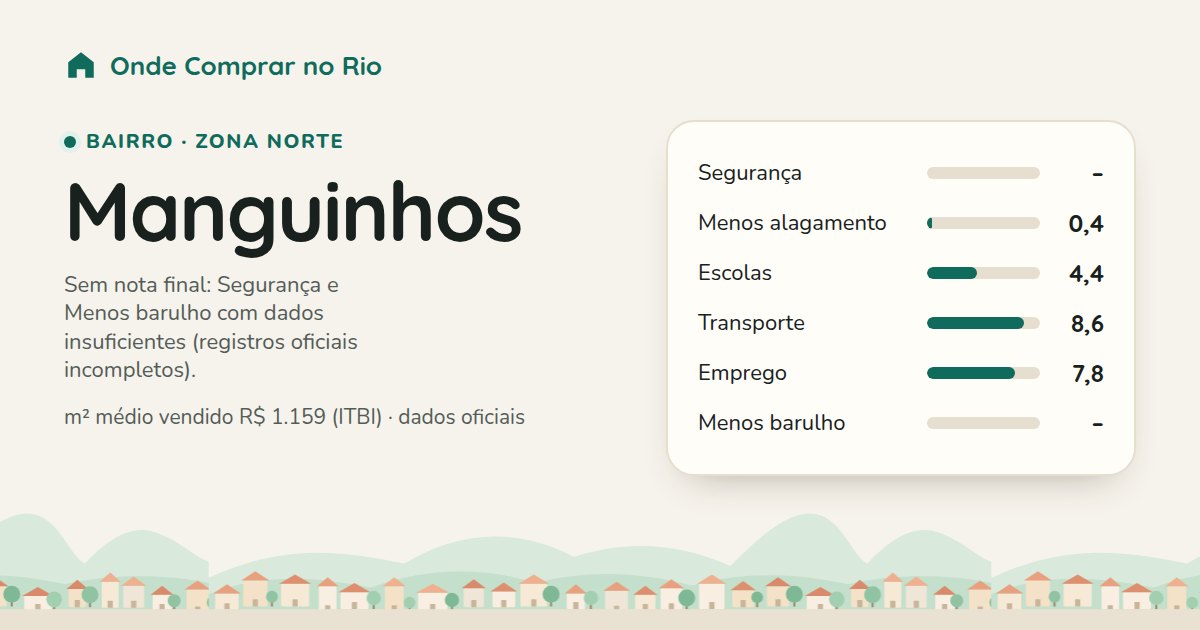 Onde Comprar no Rio
BAIRRO · ZONA NORTE
Manguinhos
Sem nota final: Segurança e
Menos barulho com dados
insuficientes (registros oficiais
incompletos).
m² médio vendido R$ 1.159 (ITBI) · dados oficiais
Segurança –
Menos alagamento 0,4
Escolas 4,4
Transporte 8,6
Emprego 7,8
Menos barulho –